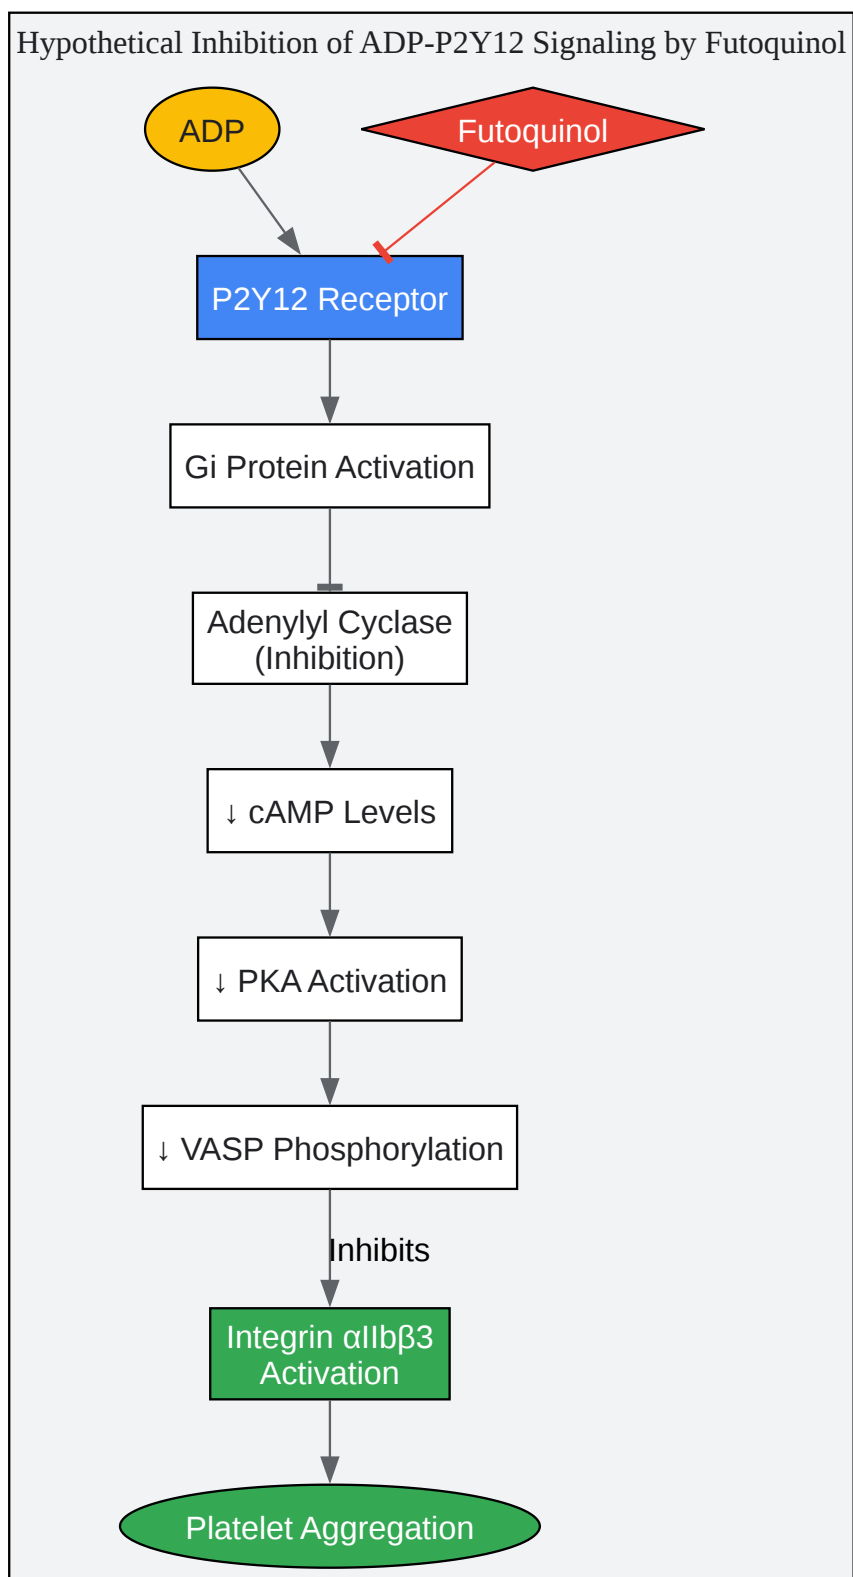 Hypothetical Inhibition of ADP-P2Y12 Signaling by Futoquinol
ADP
Futoquinol
P2Y12 Receptor
Gi Protein Activation
Adenylyl Cyclase
(Inhibition)
↓ cAMP Levels
↓ PKA Activation
↓ VASP Phosphorylation
Inhibits
Integrin αIIbβ3
Activation
Platelet Aggregation